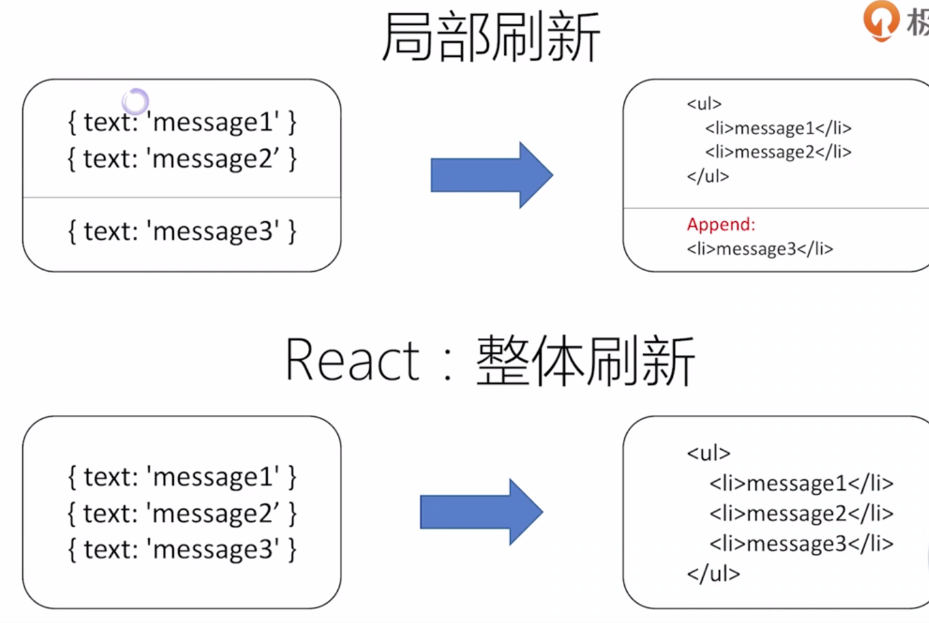 局部刷新
极
{ text: 'message1' }
{ text: 'message2’ }
{ text: 'message3' }
<ul>
<li>message1</li>
<li>message2</li>
</ul>
Append:
<li>message3</li>
React：整体刷新
{ text: 'message1' }
{ text: 'message2’ }
{ text: 'message3' }
<ul>
<li>message1</li>
<li>message2</li>
<li>message3</li>
</ul>